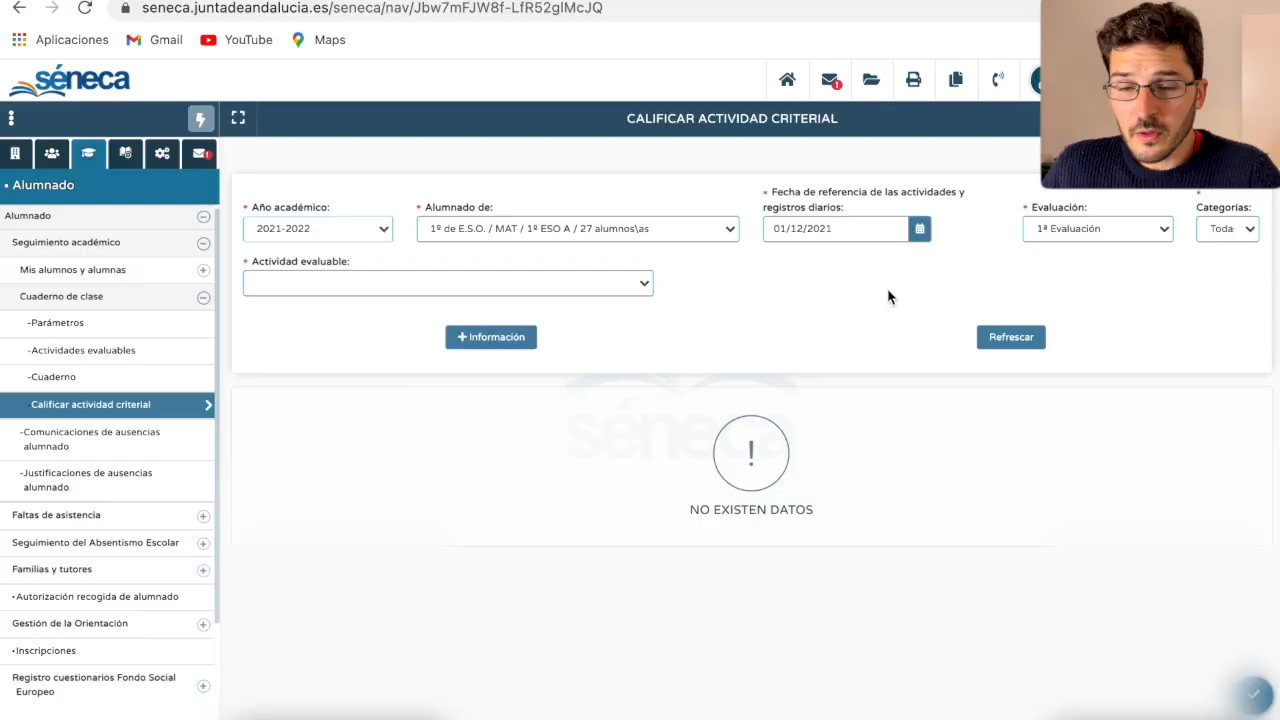 seneca.juntadeandalucia.es/seneca/nav/Jbw7mFJW8f-LfR52glMcJQ
Aplicaciones Gmail YouTube Maps
séneca
CALIFICAR ACTIVIDAD CRITERIAL
• Alumnado
Alumnado
Seguimiento académico
Mis alumnos y alumnas
Cuaderno de clase
-Parámetros
-Actividades evaluables
-Cuaderno
Calificar actividad criterial
-Comunicaciones de ausencias
alumnado
-Justificaciones de ausencias
alumnado
Faltas de asistencia
Seguimiento del Absentismo Escolar
Familias y tutores
•Autorización recogida de alumnado
Gestión de la Orientación
•Inscripciones
Registro cuestionarios Fondo Social
Europeo
* Año académico:
2021-2022
* Alumnado de:
1º de E.S.O. / MAT / 1º ESO A / 27 alumnos\as
* Fecha de referencia de las actividades y
registros diarios:
01/12/2021
* Evaluación:
1ª Evaluación
*
Categorías:
Toda
* Actividad evaluable:
+ Información
Refrescar
séneca
!
NO EXISTEN DATOS